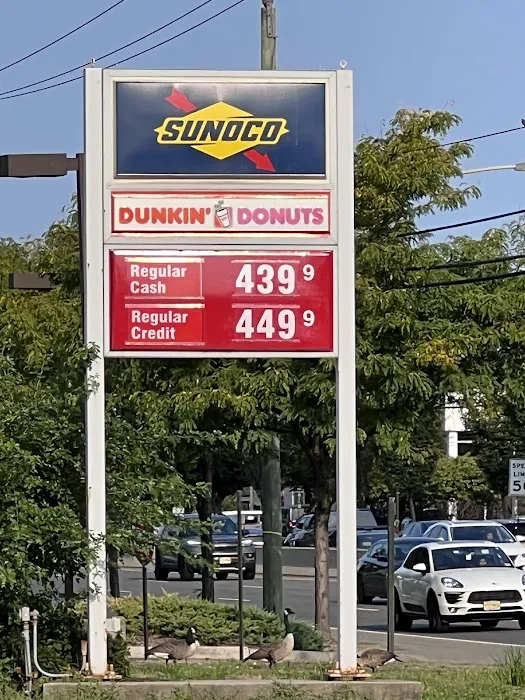 SUNOCO
DUNKIN' DONUTS
Regular
Cash
439 9
Regular
Credit
449 9